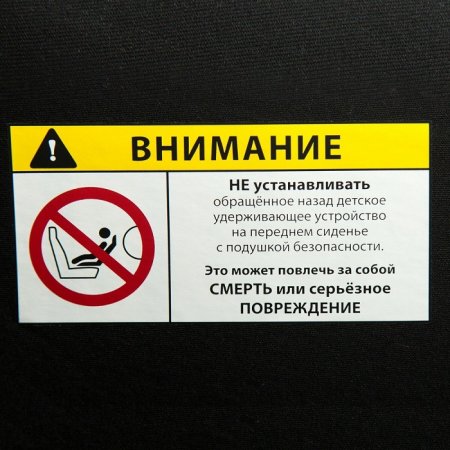 ВНИМАНИЕ
НЕ устанавливать
обращённое назад детское
удерживающее устройство
на переднем сиденье
с подушкой безопасности.
Это может повлечь за собой
СМЕРТЬ или серьёзное
ПОВРЕЖДЕНИЕ